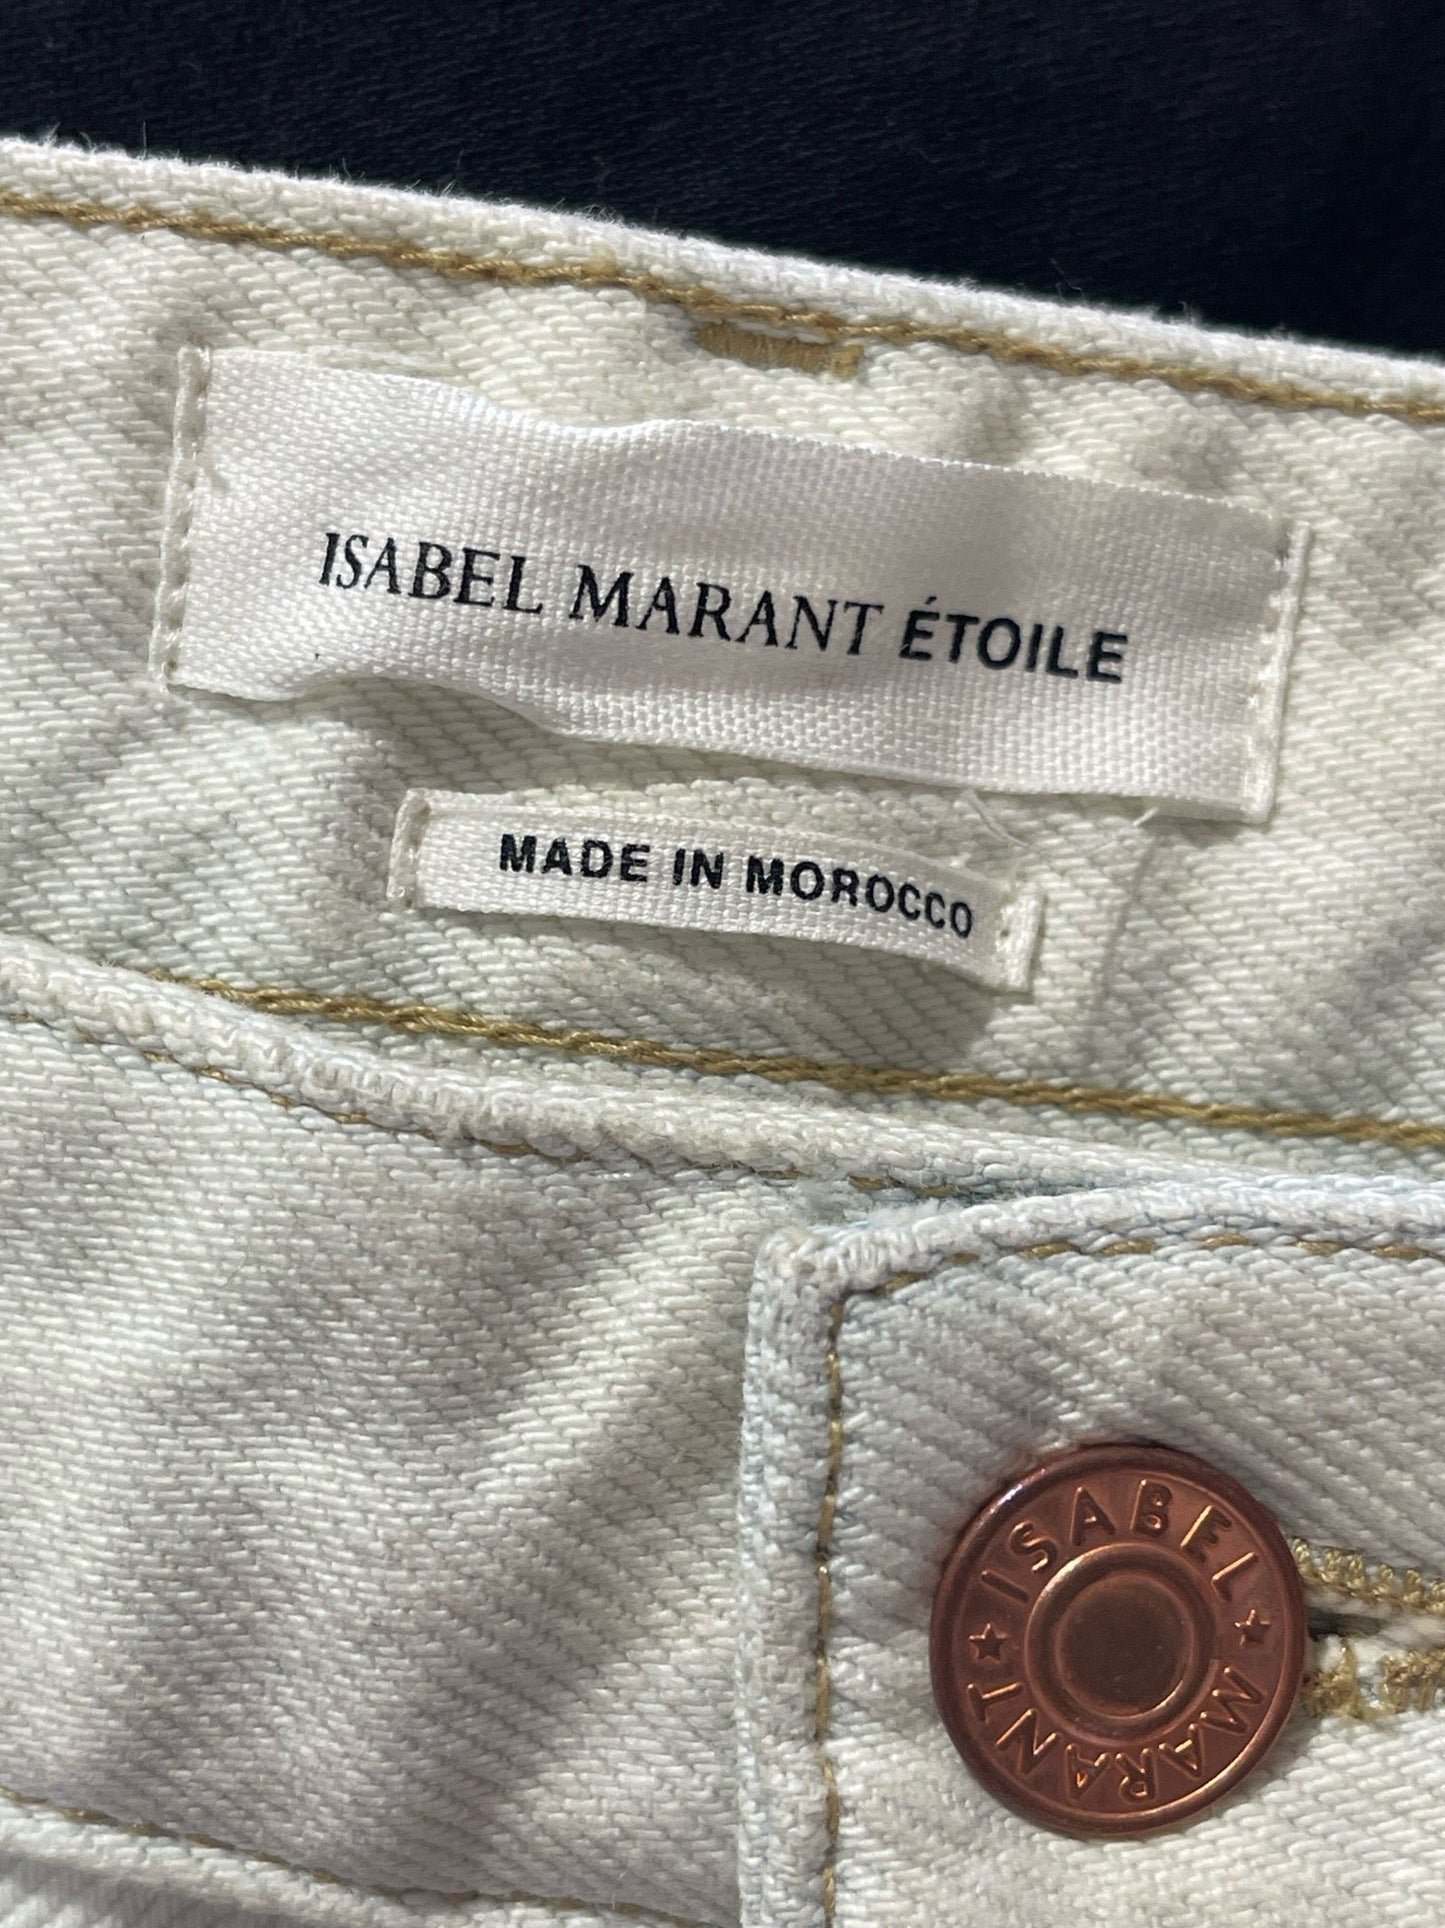 ISABEL MARANT ÉTOILE
MADE IN MOROCCO
ISABEL ★ MARANT ★